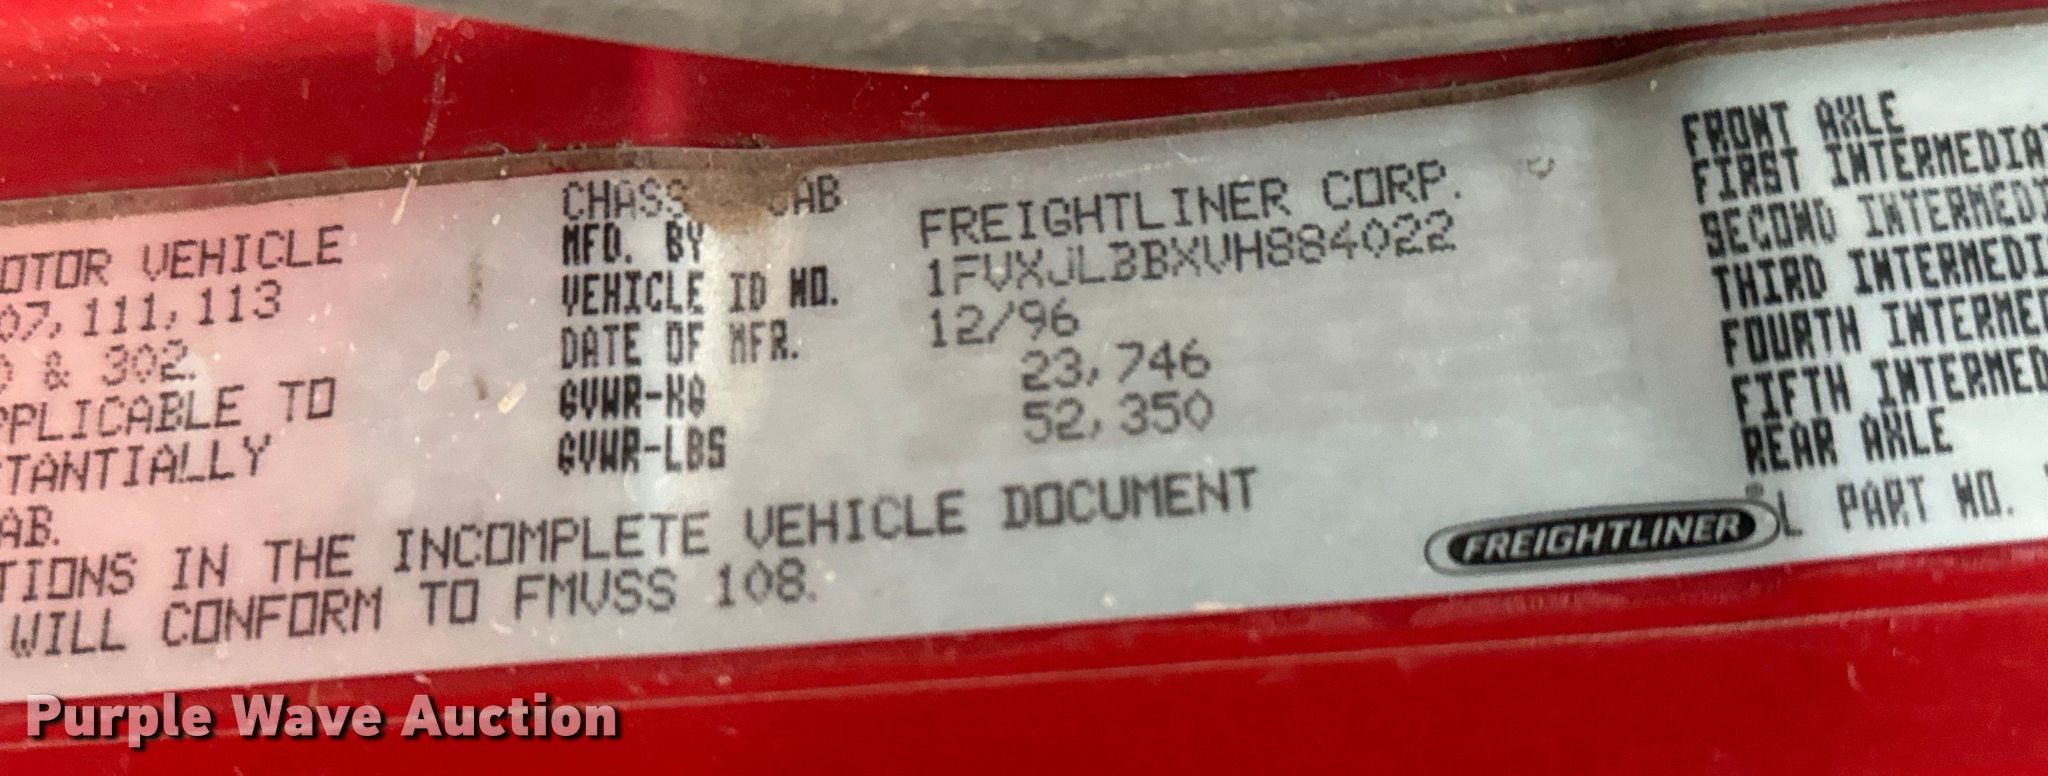 OTOR VEHICLE
07,111,113
& 302.
PPLICABLE TO
TANTIALLY
AB.
TIONS IN THE INCOMPLETE VEHICLE DOCUMENT
WILL CONFORM TO FMVSS 108.
CHASS CAB
MFD. BY FREIGHTLINER CORP.
VEHICLE ID NO. 1FVXJLBBXVH884022
DATE OF MFR. 12/96
GVWR-KG 23,746
GVWR-LBS 52,350
FRONT AXLE
FIRST INTERMEDIA
SECOND INTERMEDI
THIRD INTERMEDI
FOURTH INTERME
FIFTH INTERMED
REAR AXLE
FREIGHTLINER® L PART NO.
Purple Wave Auction